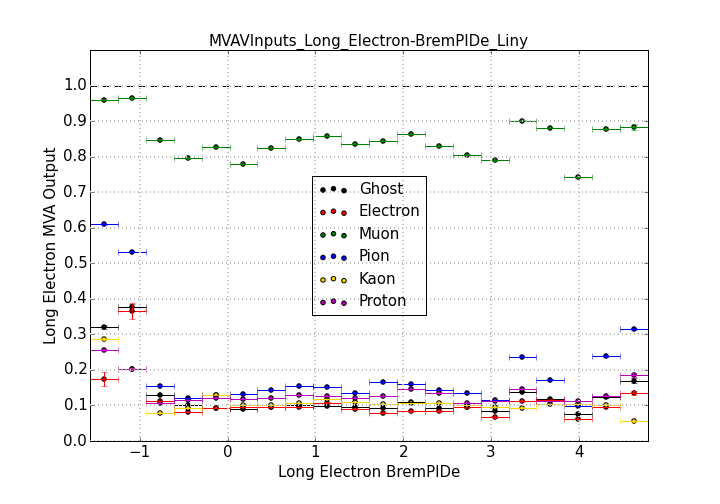 MVAVInputs_Long_Electron-BremPIDe_Liny
1.0
0.9
0.8
0.7
0.6
0.5
0.4
0.3
0.2
0.1
0.0
Long Electron MVA Output
Ghost
Electron
Muon
Pion
Kaon
Proton
−1 0 1 2 3 4
Long Electron BremPIDe